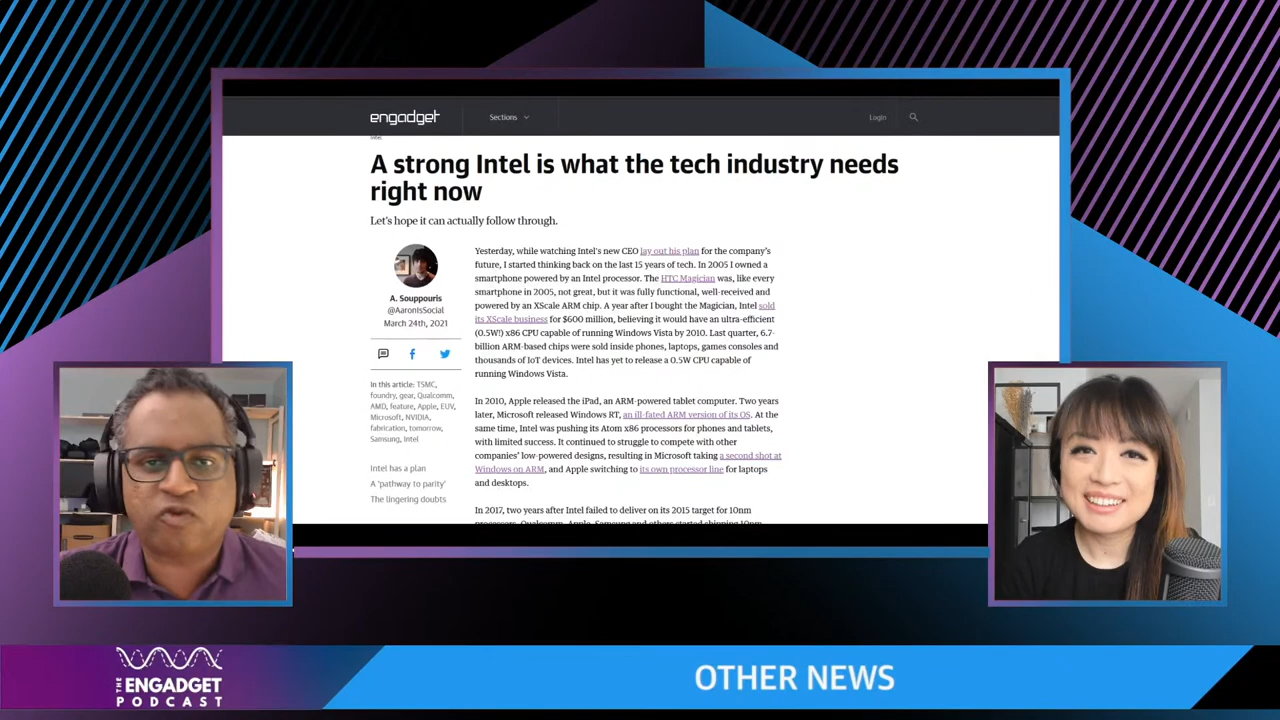 engadget
Sections
Login
Intel
A strong Intel is what the tech industry needs
right now
Let's hope it can actually follow through.
A. Souppouris
@AaronIsSocial
March 24th, 2021
In this article: TSMC,
foundry, gear, Qualcomm,
AMD, feature, Apple, EUV,
Microsoft, NVIDIA,
fabrication, tomorrow,
Samsung, Intel
Intel has a plan
A 'pathway to parity'
The lingering doubts
Yesterday, while watching Intel's new CEO lay out his plan for the company's
future, I started thinking back on the last 15 years of tech. In 2005 I owned a
smartphone powered by an Intel processor. The HTC Magician was, like every
smartphone in 2005, not great, but it was fully functional, well-received and
powered by an XScale ARM chip. A year after I bought the Magician, Intel sold
its XScale business for $600 million, believing it would have an ultra-efficient
(0.5W!) x86 CPU capable of running Windows Vista by 2010. Last quarter, 6.7-
billion ARM-based chips were sold inside phones, laptops, games consoles and
thousands of IoT devices. Intel has yet to release a 0.5W CPU capable of
running Windows Vista.
In 2010, Apple released the iPad, an ARM-powered tablet computer. Two years
later, Microsoft released Windows RT, an ill-fated ARM version of its OS. At the
same time, Intel was pushing its Atom x86 processors for phones and tablets,
with limited success. It continued to struggle to compete with other
companies' low-powered designs, resulting in Microsoft taking a second shot at
Windows on ARM, and Apple switching to its own processor line for laptops
and desktops.
In 2017, two years after Intel failed to deliver on its 2015 target for 10nm
processors, Qualcomm, Apple, Samsung and others started shipping 10nm
THE
ENGADGET
PODCAST
OTHER NEWS